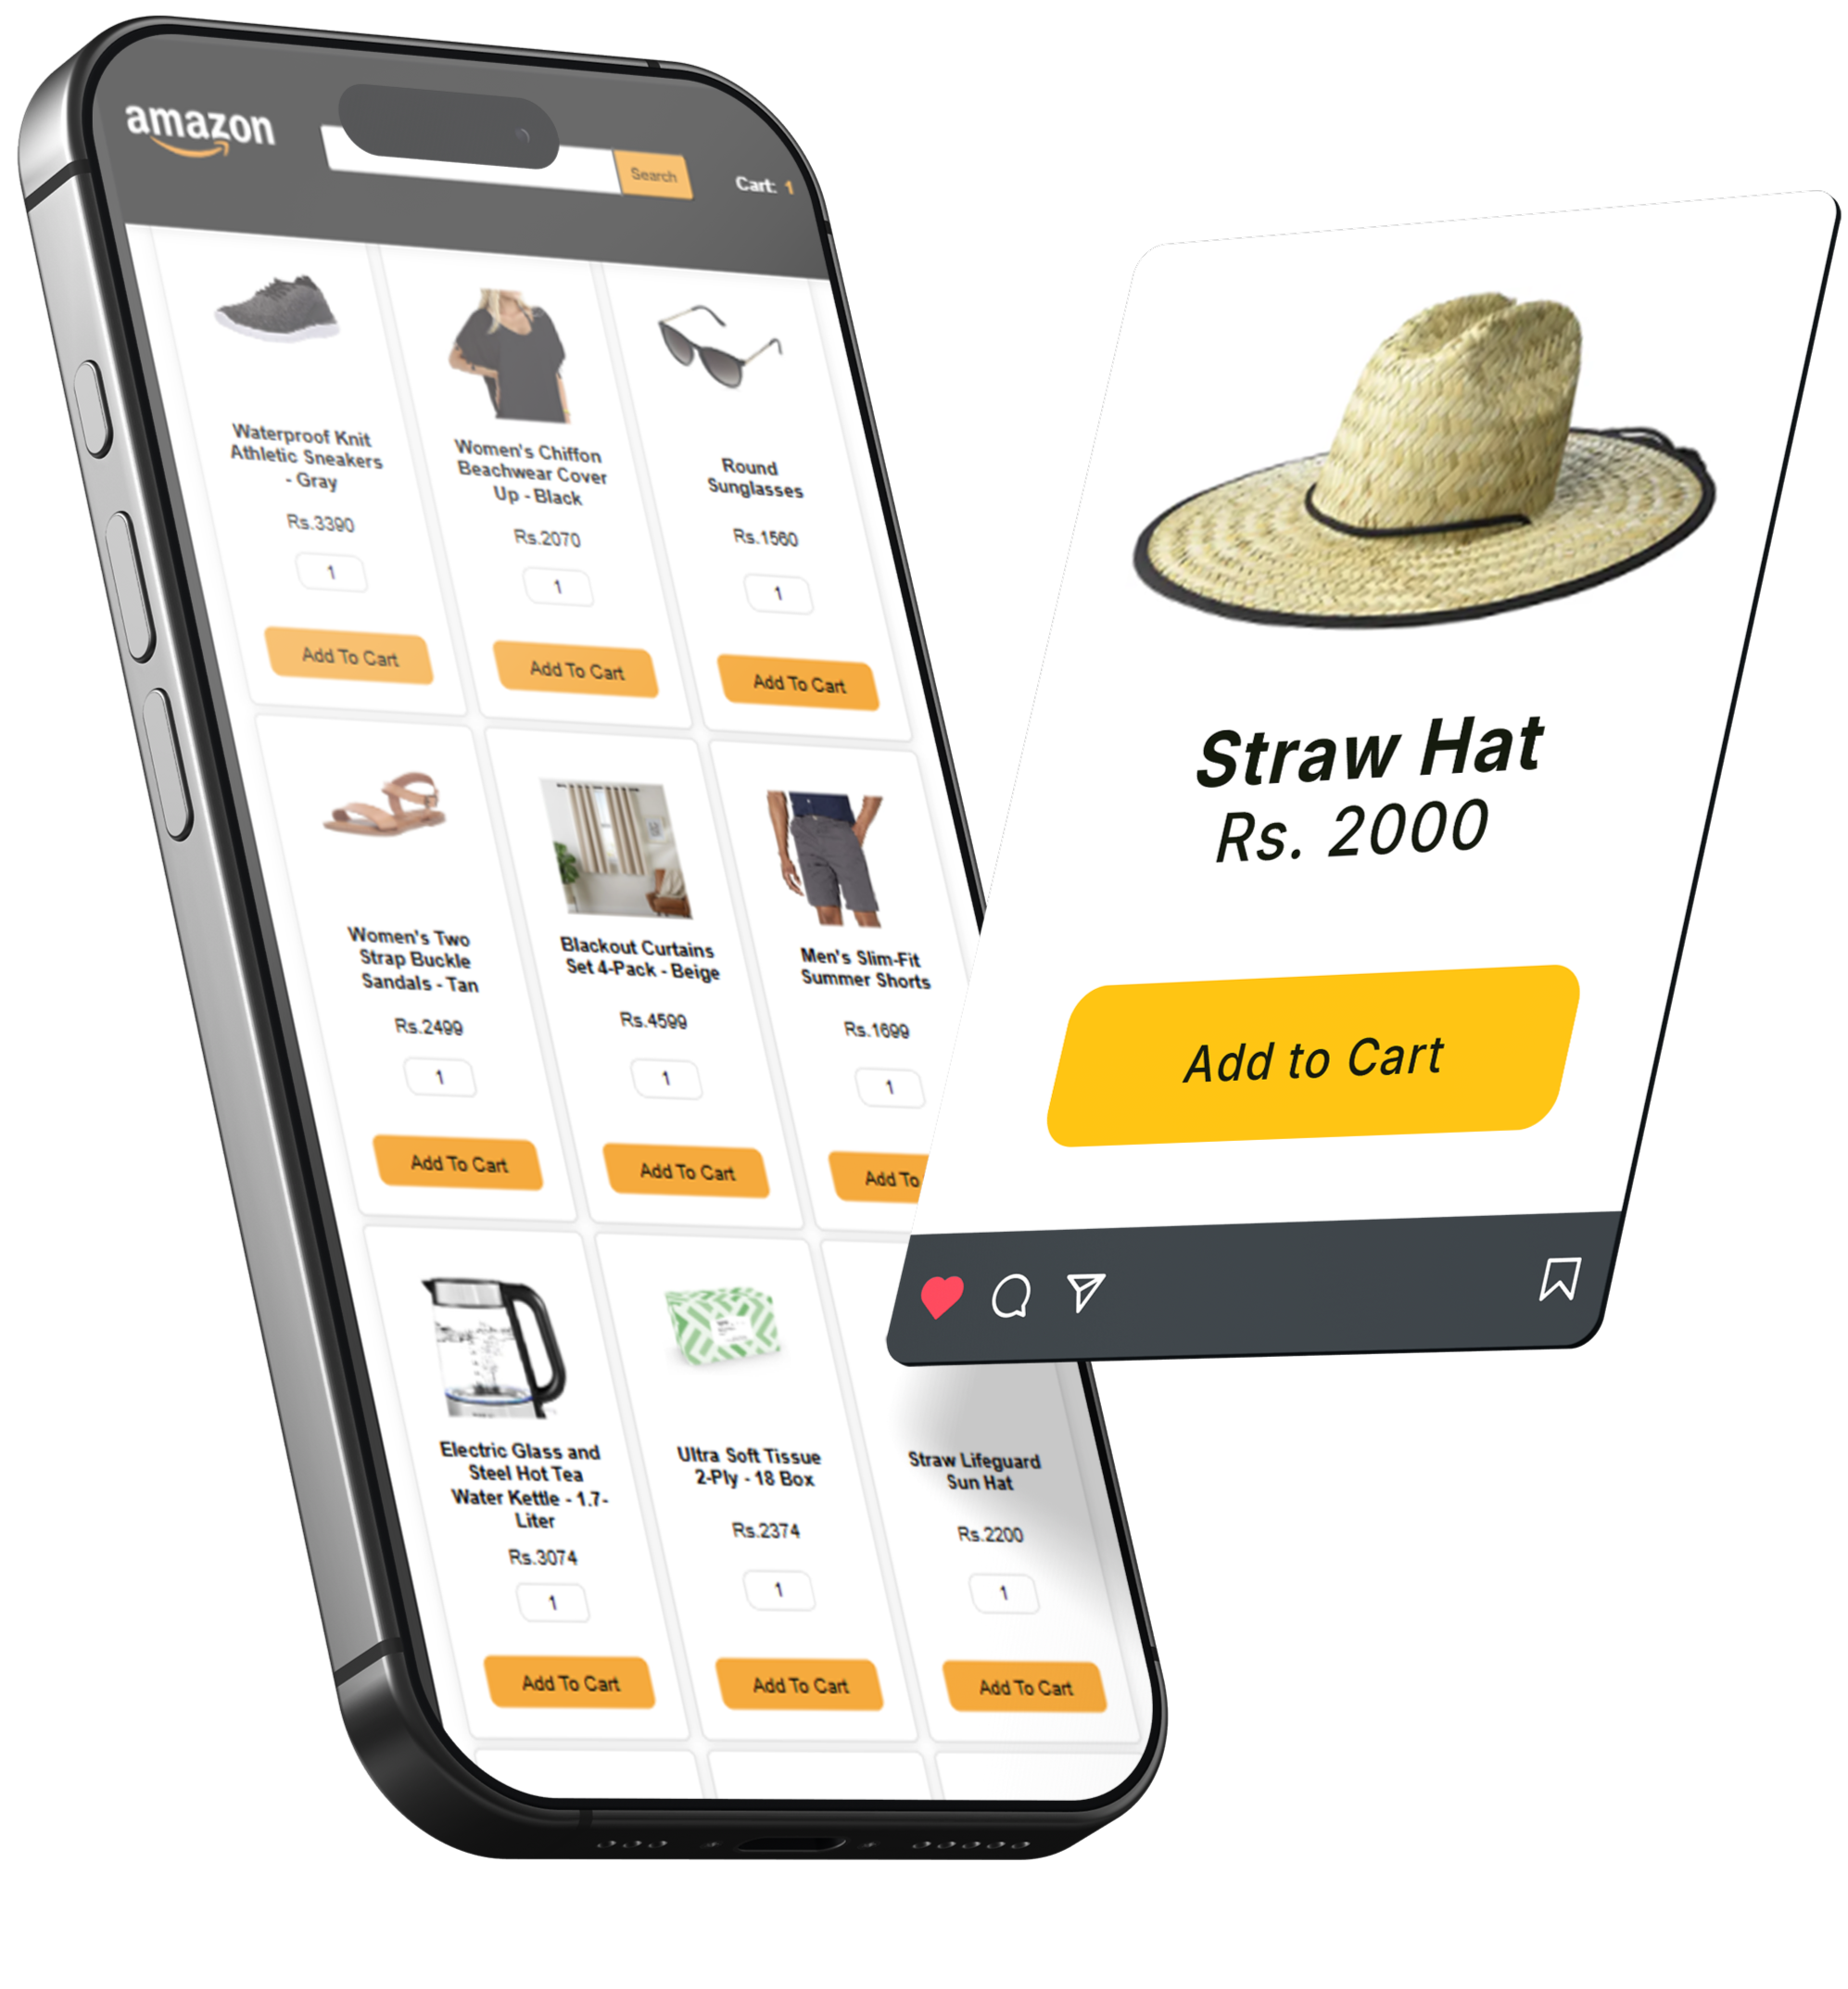 amazon
Search
Cart: 1
Waterproof Knit
Athletic Sneakers
- Gray
Rs.3390
1
Add To Cart
Women's Chiffon
Beachwear Cover
Up - Black
Rs.2070
1
Add To Cart
Round
Sunglasses
Rs.1560
1
Add To Cart
Women's Two
Strap Buckle
Sandals - Tan
Rs.2499
1
Add To Cart
Blackout Curtains
Set 4-Pack - Beige
Rs.4599
1
Add To Cart
Men's Slim-Fit
Summer Shorts
Rs.1699
1
Add To
Electric Glass and
Steel Hot Tea
Water Kettle - 1.7-
Liter
Rs.3074
1
Add To Cart
Ultra Soft Tissue
2-Ply - 18 Box
Rs.2374
1
Add To Cart
Straw Lifeguard
Sun Hat
Rs.2200
1
Add To Cart
Straw Hat
Rs. 2000
Add to Cart